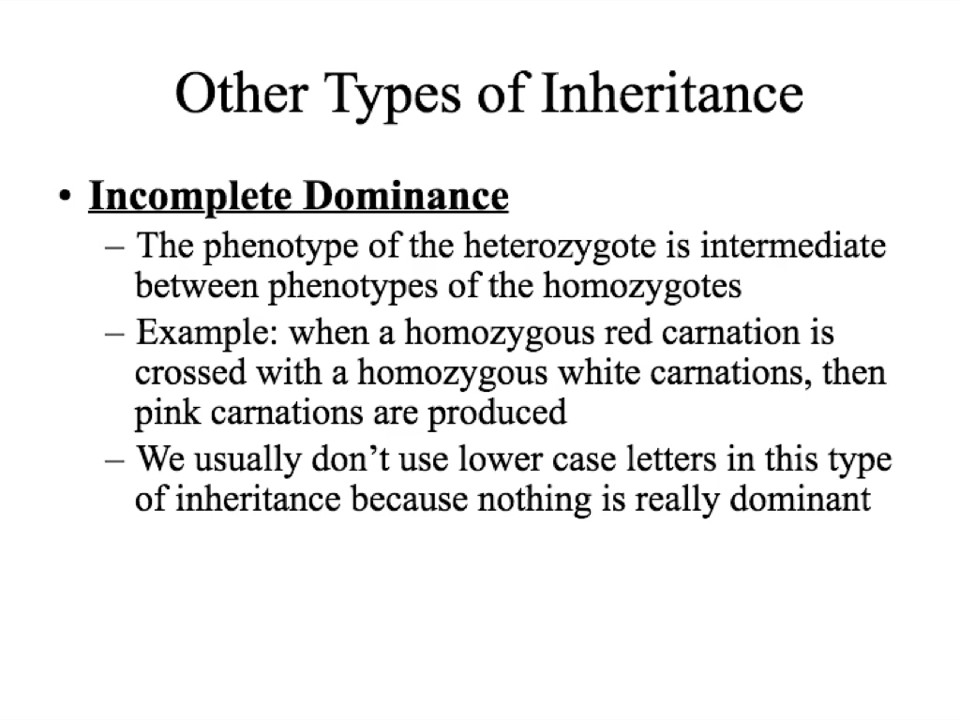 Other Types of Inheritance
• Incomplete Dominance
– The phenotype of the heterozygote is intermediate
between phenotypes of the homozygotes
– Example: when a homozygous red carnation is
crossed with a homozygous white carnations, then
pink carnations are produced
– We usually don’t use lower case letters in this type
of inheritance because nothing is really dominant